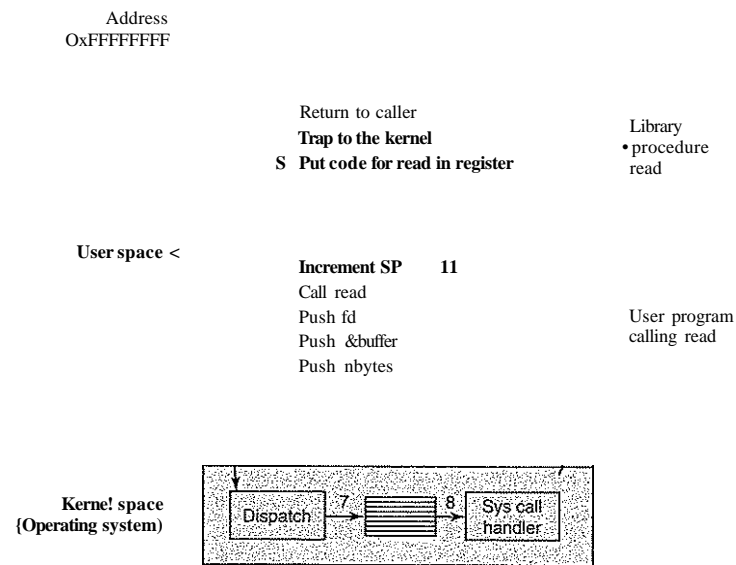 Address
OxFFFFFFFF
Return to caller
Trap to the kernel
S Put code for read in register
Library
• procedure
read
User space <
Increment SP 11
Call read
Push fd
Push &buffer
Push nbytes
User program
calling read
Kerne! space
{Operating system)
Dispatch
7
8
Sys call
handler